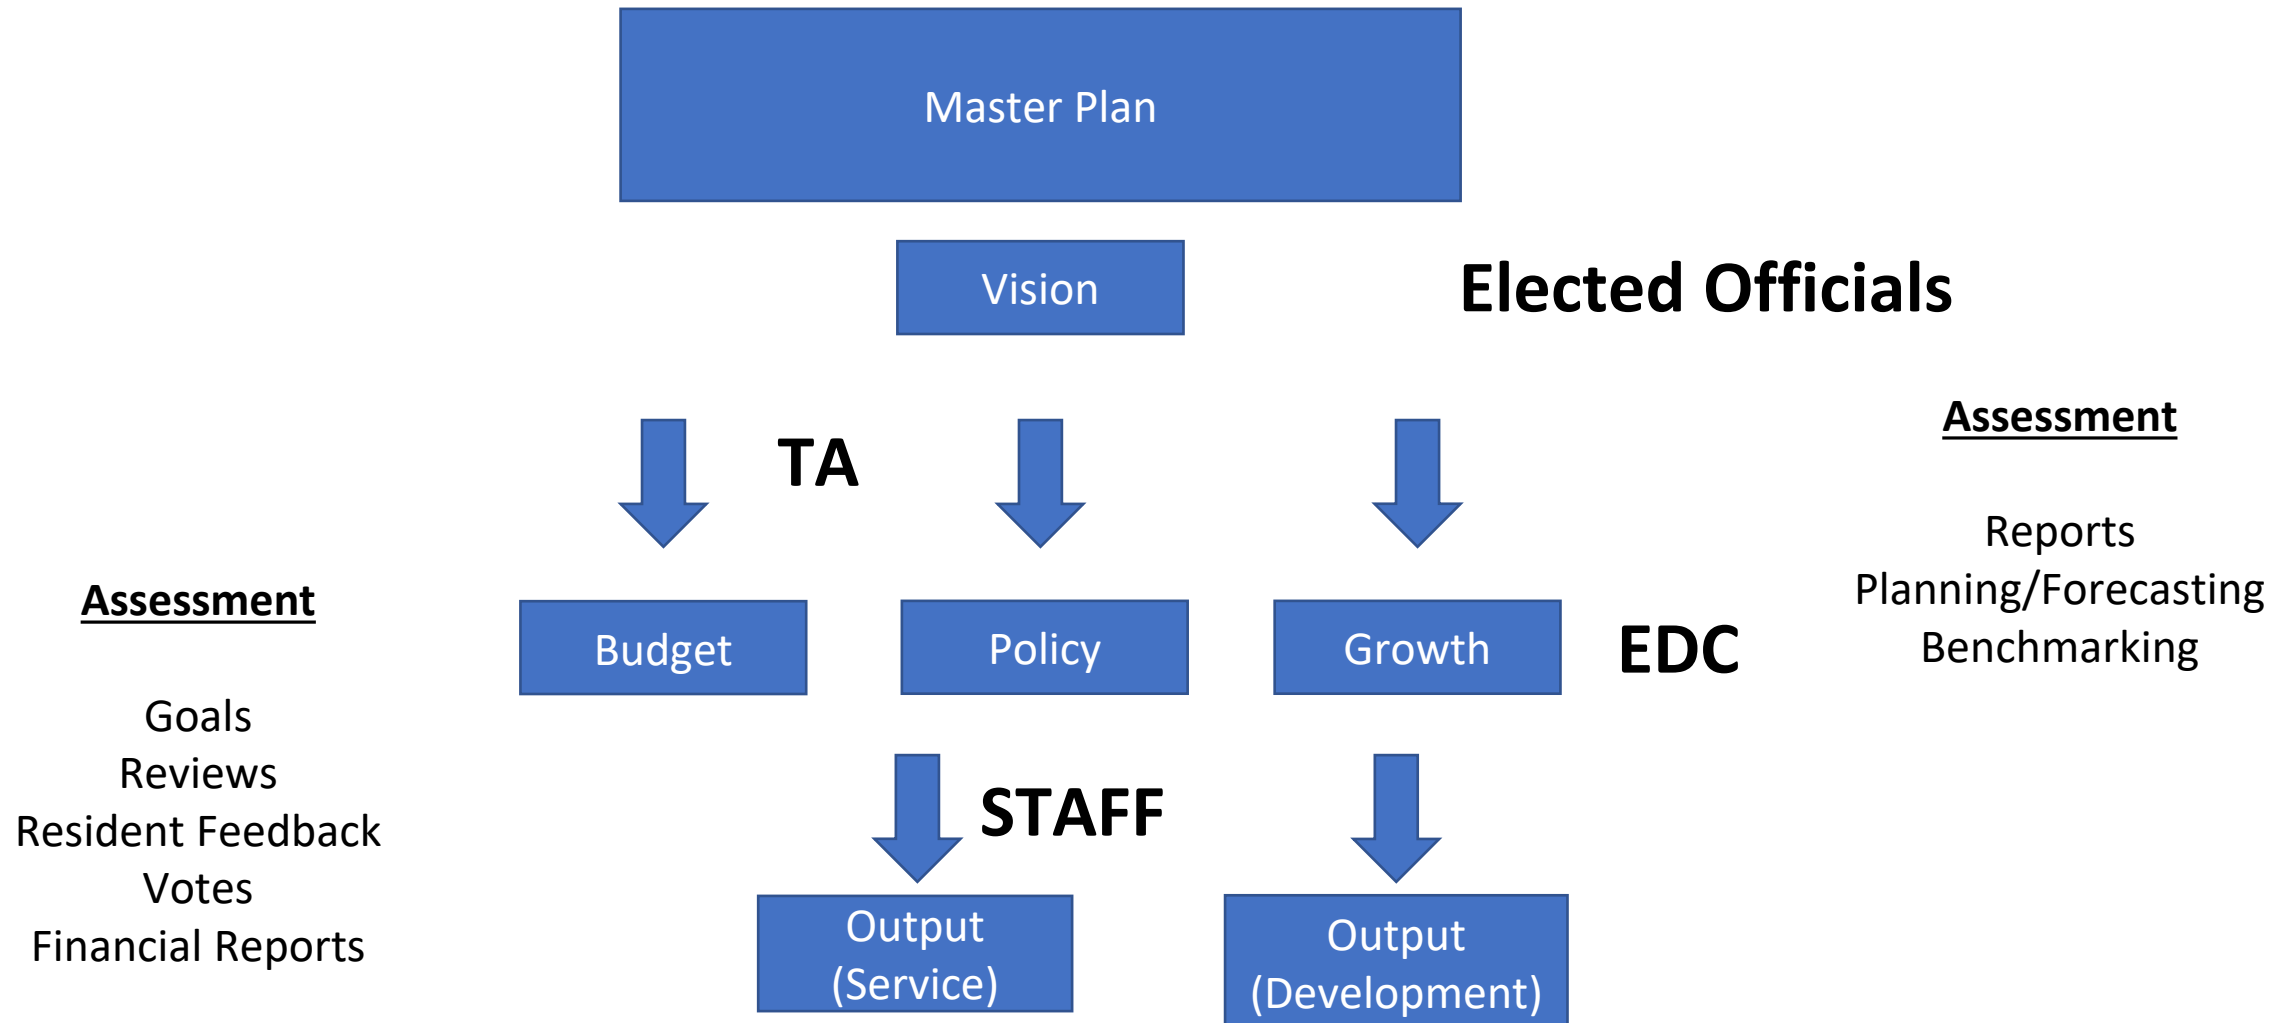 Master Plan
Vision
Elected Officials
TA
Assessment
Reports
Planning/Forecasting
Benchmarking
Assessment
Goals
Reviews
Resident Feedback
Votes
Financial Reports
Budget
Policy
Growth
EDC
STAFF
Output
(Service)
Output
(Development)